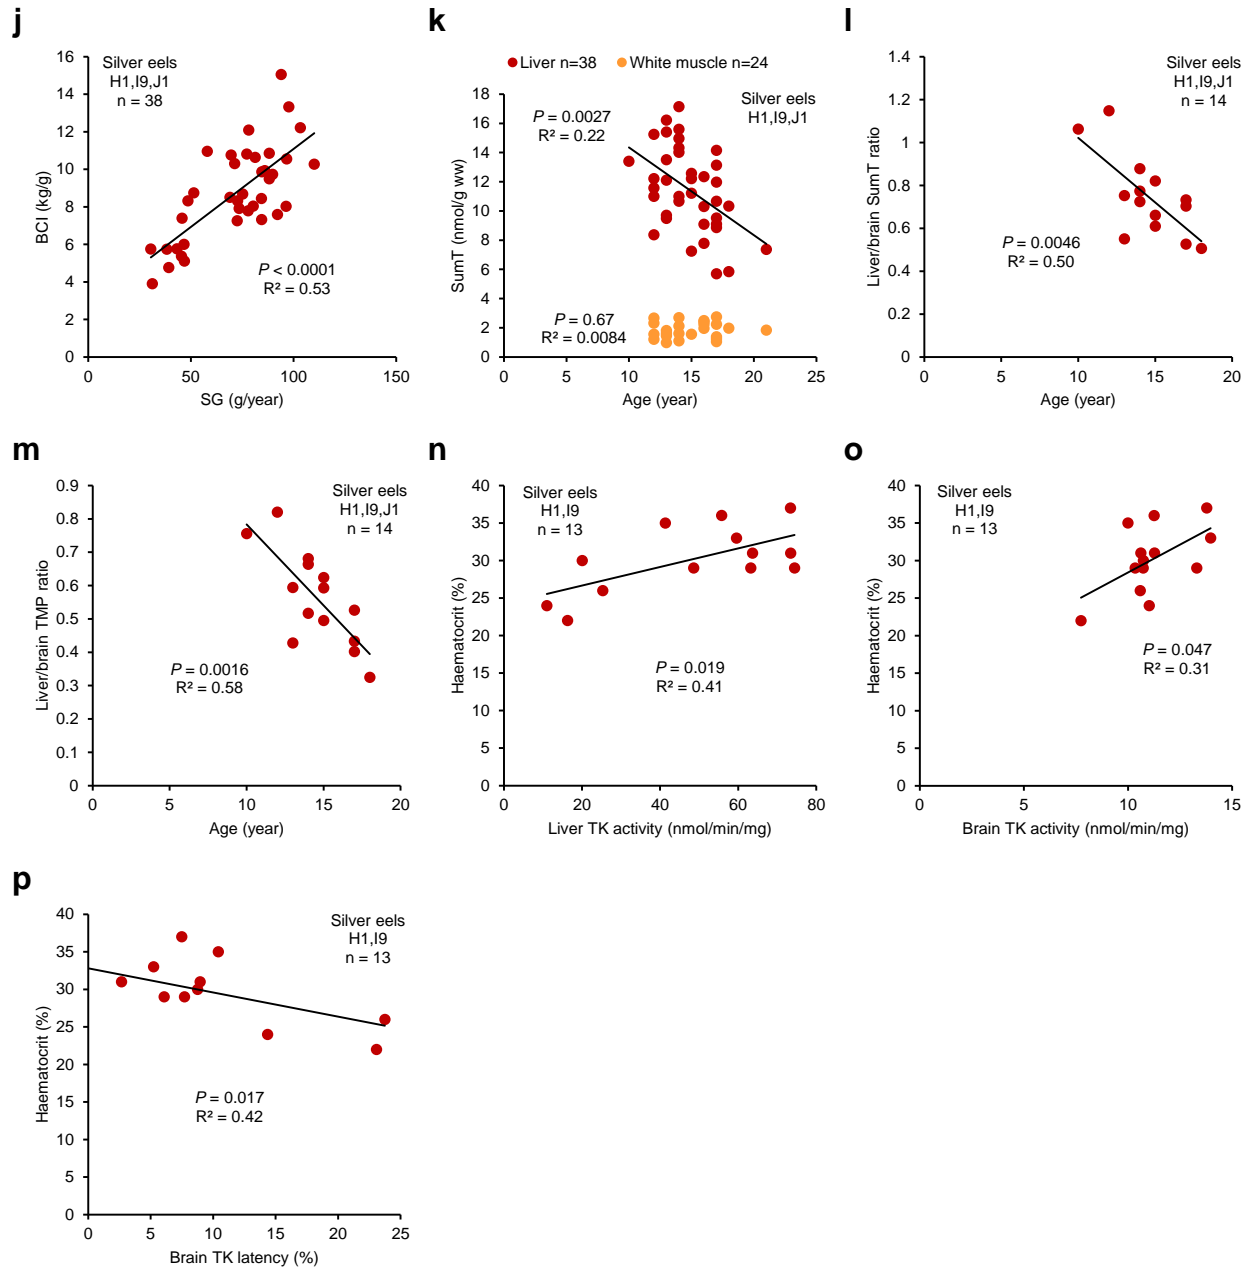 j
16
14
12
10
8
6
4
2
0
BCI (kg/g)
Silver eels
H1,I9,J1
n = 38
P < 0.0001
R² = 0.53
0 50 100 150
SG (g/year)
k
Liver n=38 White muscle n=24
18
16
14
12
10
8
6
4
2
0
SumT (nmol/g ww)
P = 0.0027
R² = 0.22
Silver eels
H1,I9,J1
P = 0.67
R² = 0.0084
0 5 10 15 20 25
Age (year)
l
1.4
1.2
1
0.8
0.6
0.4
0.2
0
Liver/brain SumT ratio
Silver eels
H1,I9,J1
n = 14
P = 0.0046
R² = 0.50
0 5 10 15 20
Age (year)
m
0.9
0.8
0.7
0.6
0.5
0.4
0.3
0.2
0.1
0
Liver/brain TMP ratio
Silver eels
H1,I9,J1
n = 14
P = 0.0016
R² = 0.58
0 5 10 15 20
Age (year)
n
40
35
30
25
20
15
10
5
0
Haematocrit (%)
Silver eels
H1,I9
n = 13
P = 0.019
R² = 0.41
0 20 40 60 80
Liver TK activity (nmol/min/mg)
o
40
35
30
25
20
15
10
5
0
Haematocrit (%)
Silver eels
H1,I9
n = 13
P = 0.047
R² = 0.31
0 5 10 15
Brain TK activity (nmol/min/mg)
p
40
35
30
25
20
15
10
5
0
Haematocrit (%)
Silver eels
H1,I9
n = 13
P = 0.017
R² = 0.42
0 5 10 15 20 25
Brain TK latency (%)